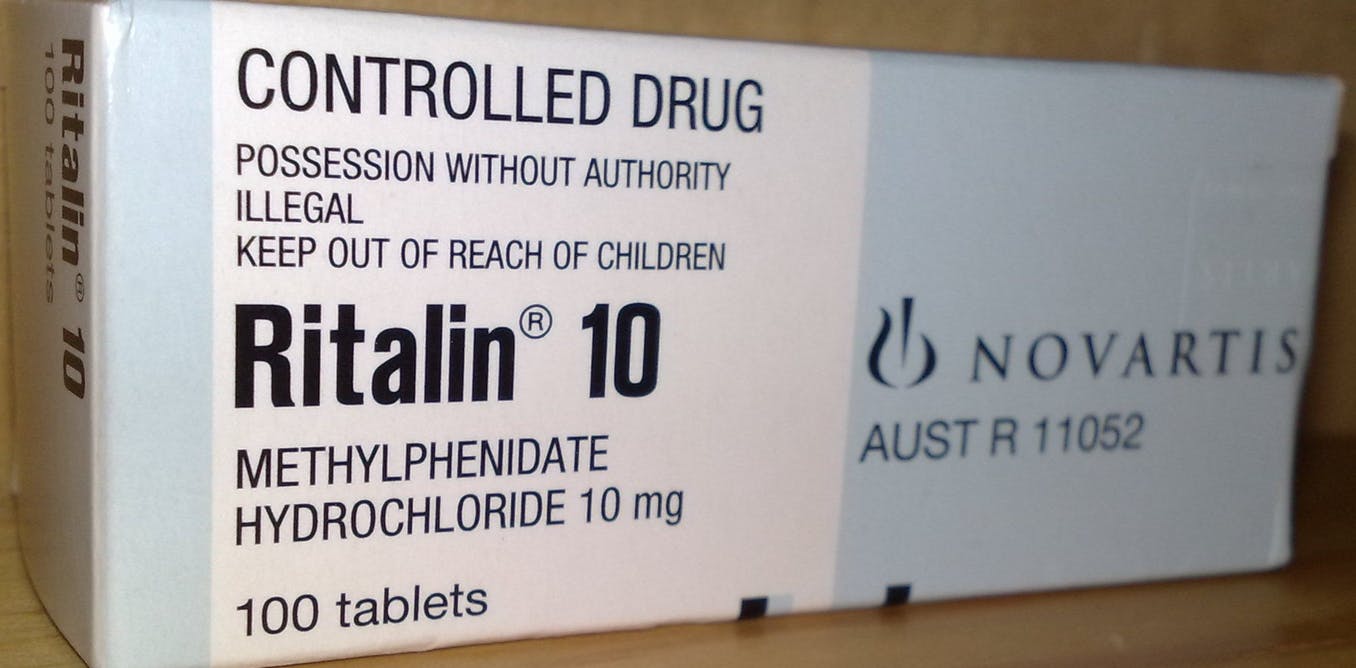 Ritalin® 10
100 tablets
CONTROLLED DRUG
POSSESSION WITHOUT AUTHORITY
ILLEGAL
KEEP OUT OF REACH OF CHILDREN
Ritalin® 10
METHYLPHENIDATE
HYDROCHLORIDE 10 mg
100 tablets
NOVARTIS
AUST R 11052